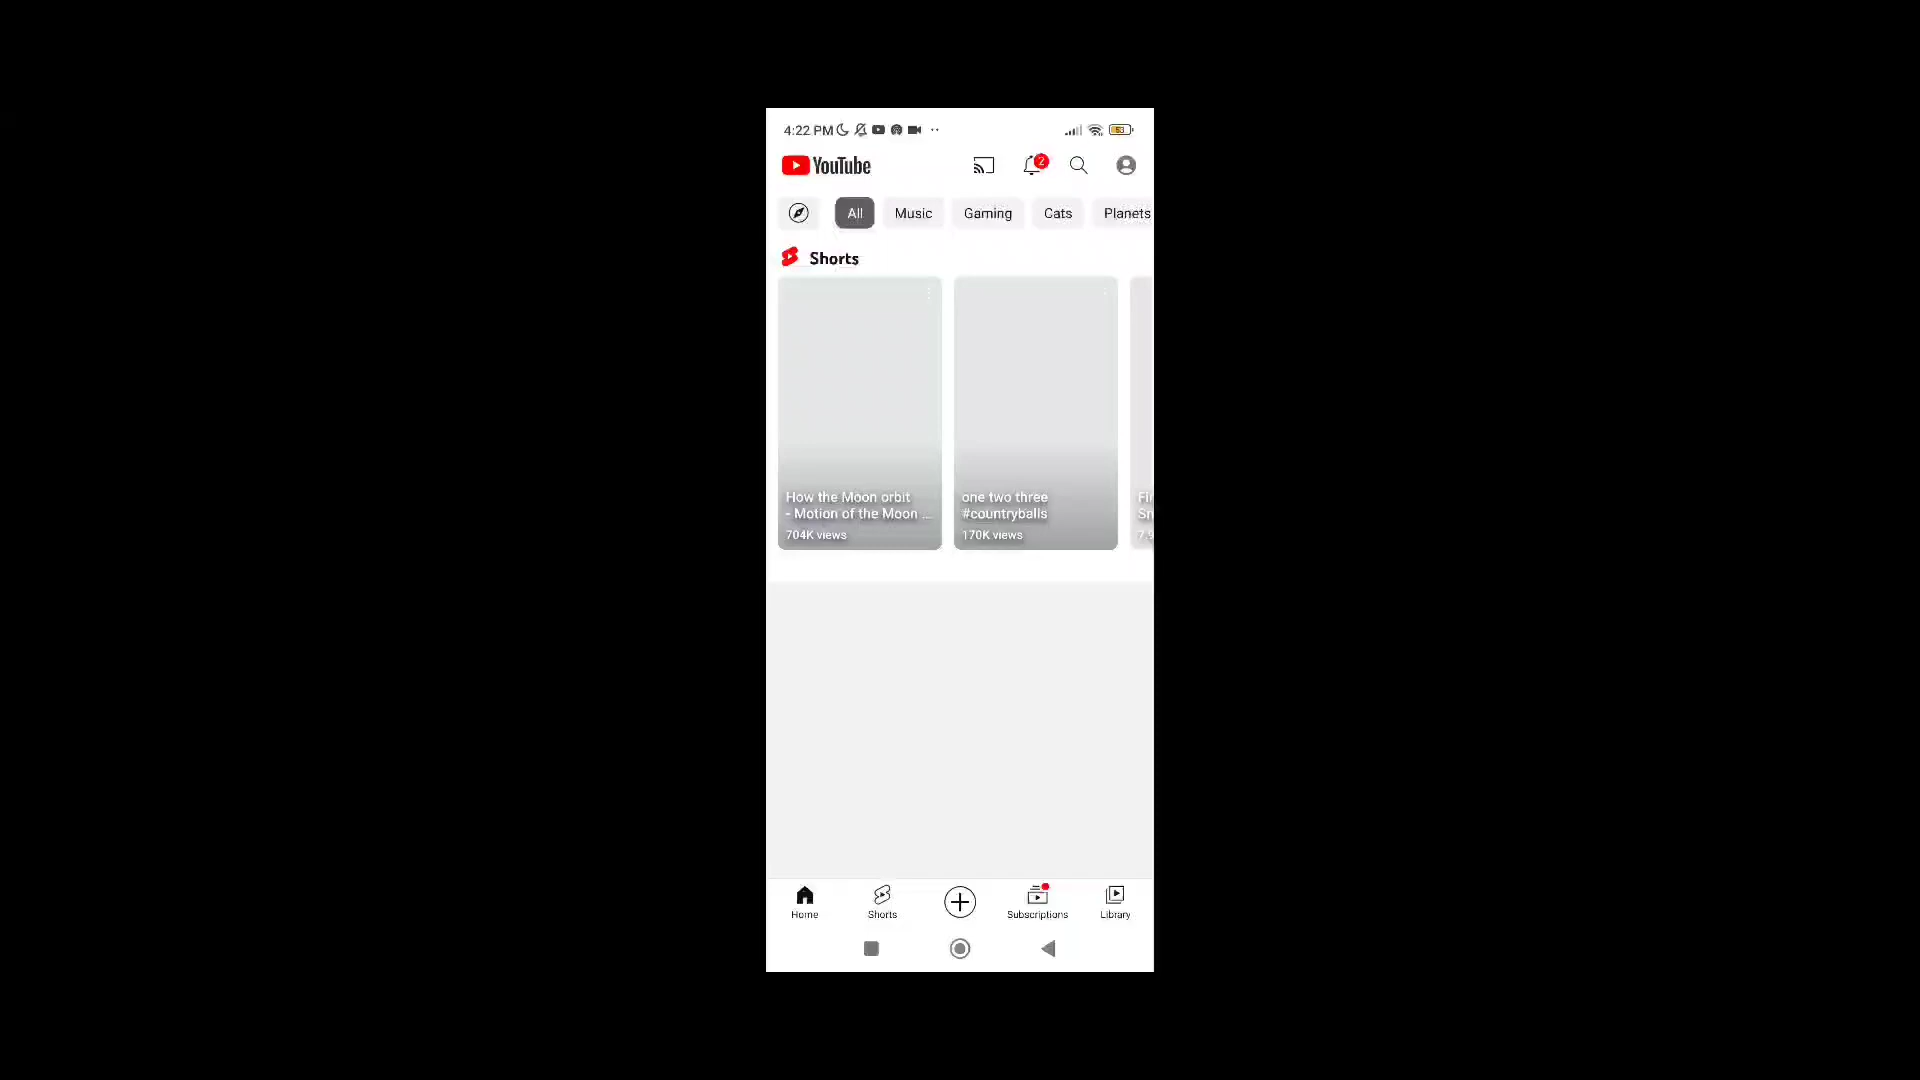 4:22 PM
53
YouTube
2
All
Music
Gaming
Cats
Planets
Shorts
How the Moon orbit
- Motion of the Moon ...
704K views
one two three
#countryballs
170K views
Home
Shorts
Subscriptions
Library